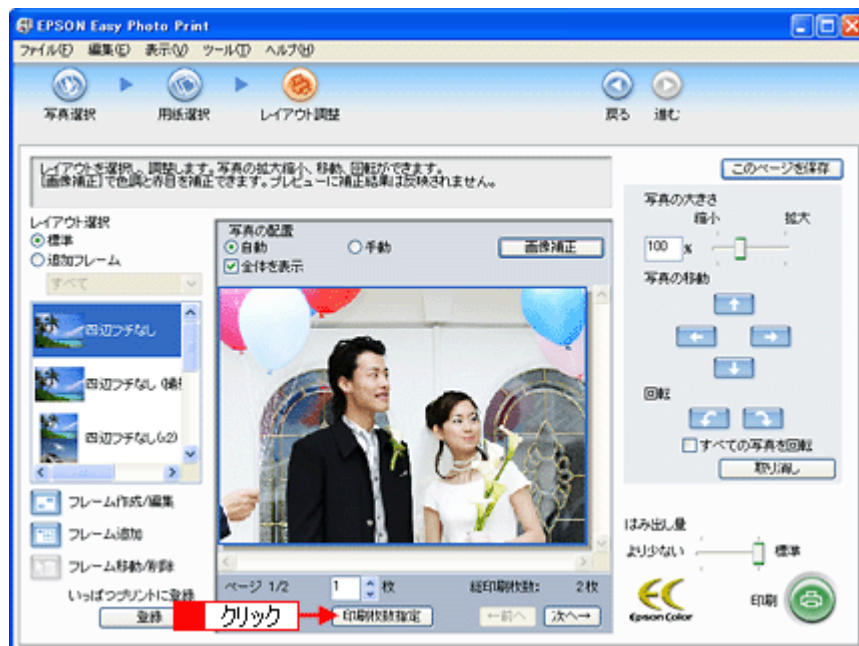 EPSON Easy Photo Print
ファイル(F) 編集(E) 表示(V) ツール(T) ヘルプ(H)
写真選択 用紙選択 レイアウト調整 戻る 進む
レイアウトを選択し、調整します。写真の拡大縮小、移動、回転ができます。
[画像補正]で色調と赤目を補正できます。プレビューに補正結果は反映されません。
このページを保存
レイアウト選択
標準
追加フレーム
すべて
四辺フチなし
四辺フチなし
四辺フチなし(x2)
フレーム作成/編集
フレーム追加
フレーム移動/削除
いっぱつプリントに登録
登録
写真の配置
自動 手動 画像補正
全体を表示
ページ 1/2 1 枚 総印刷枚数: 2枚
クリック
印刷枚数指定 ←前へ 次へ→
写真の大きさ
縮小 拡大
100 %
写真の移動
回転
すべての写真を回転
取り消し
はみ出し量
より少ない 標準
Epson Color
印刷